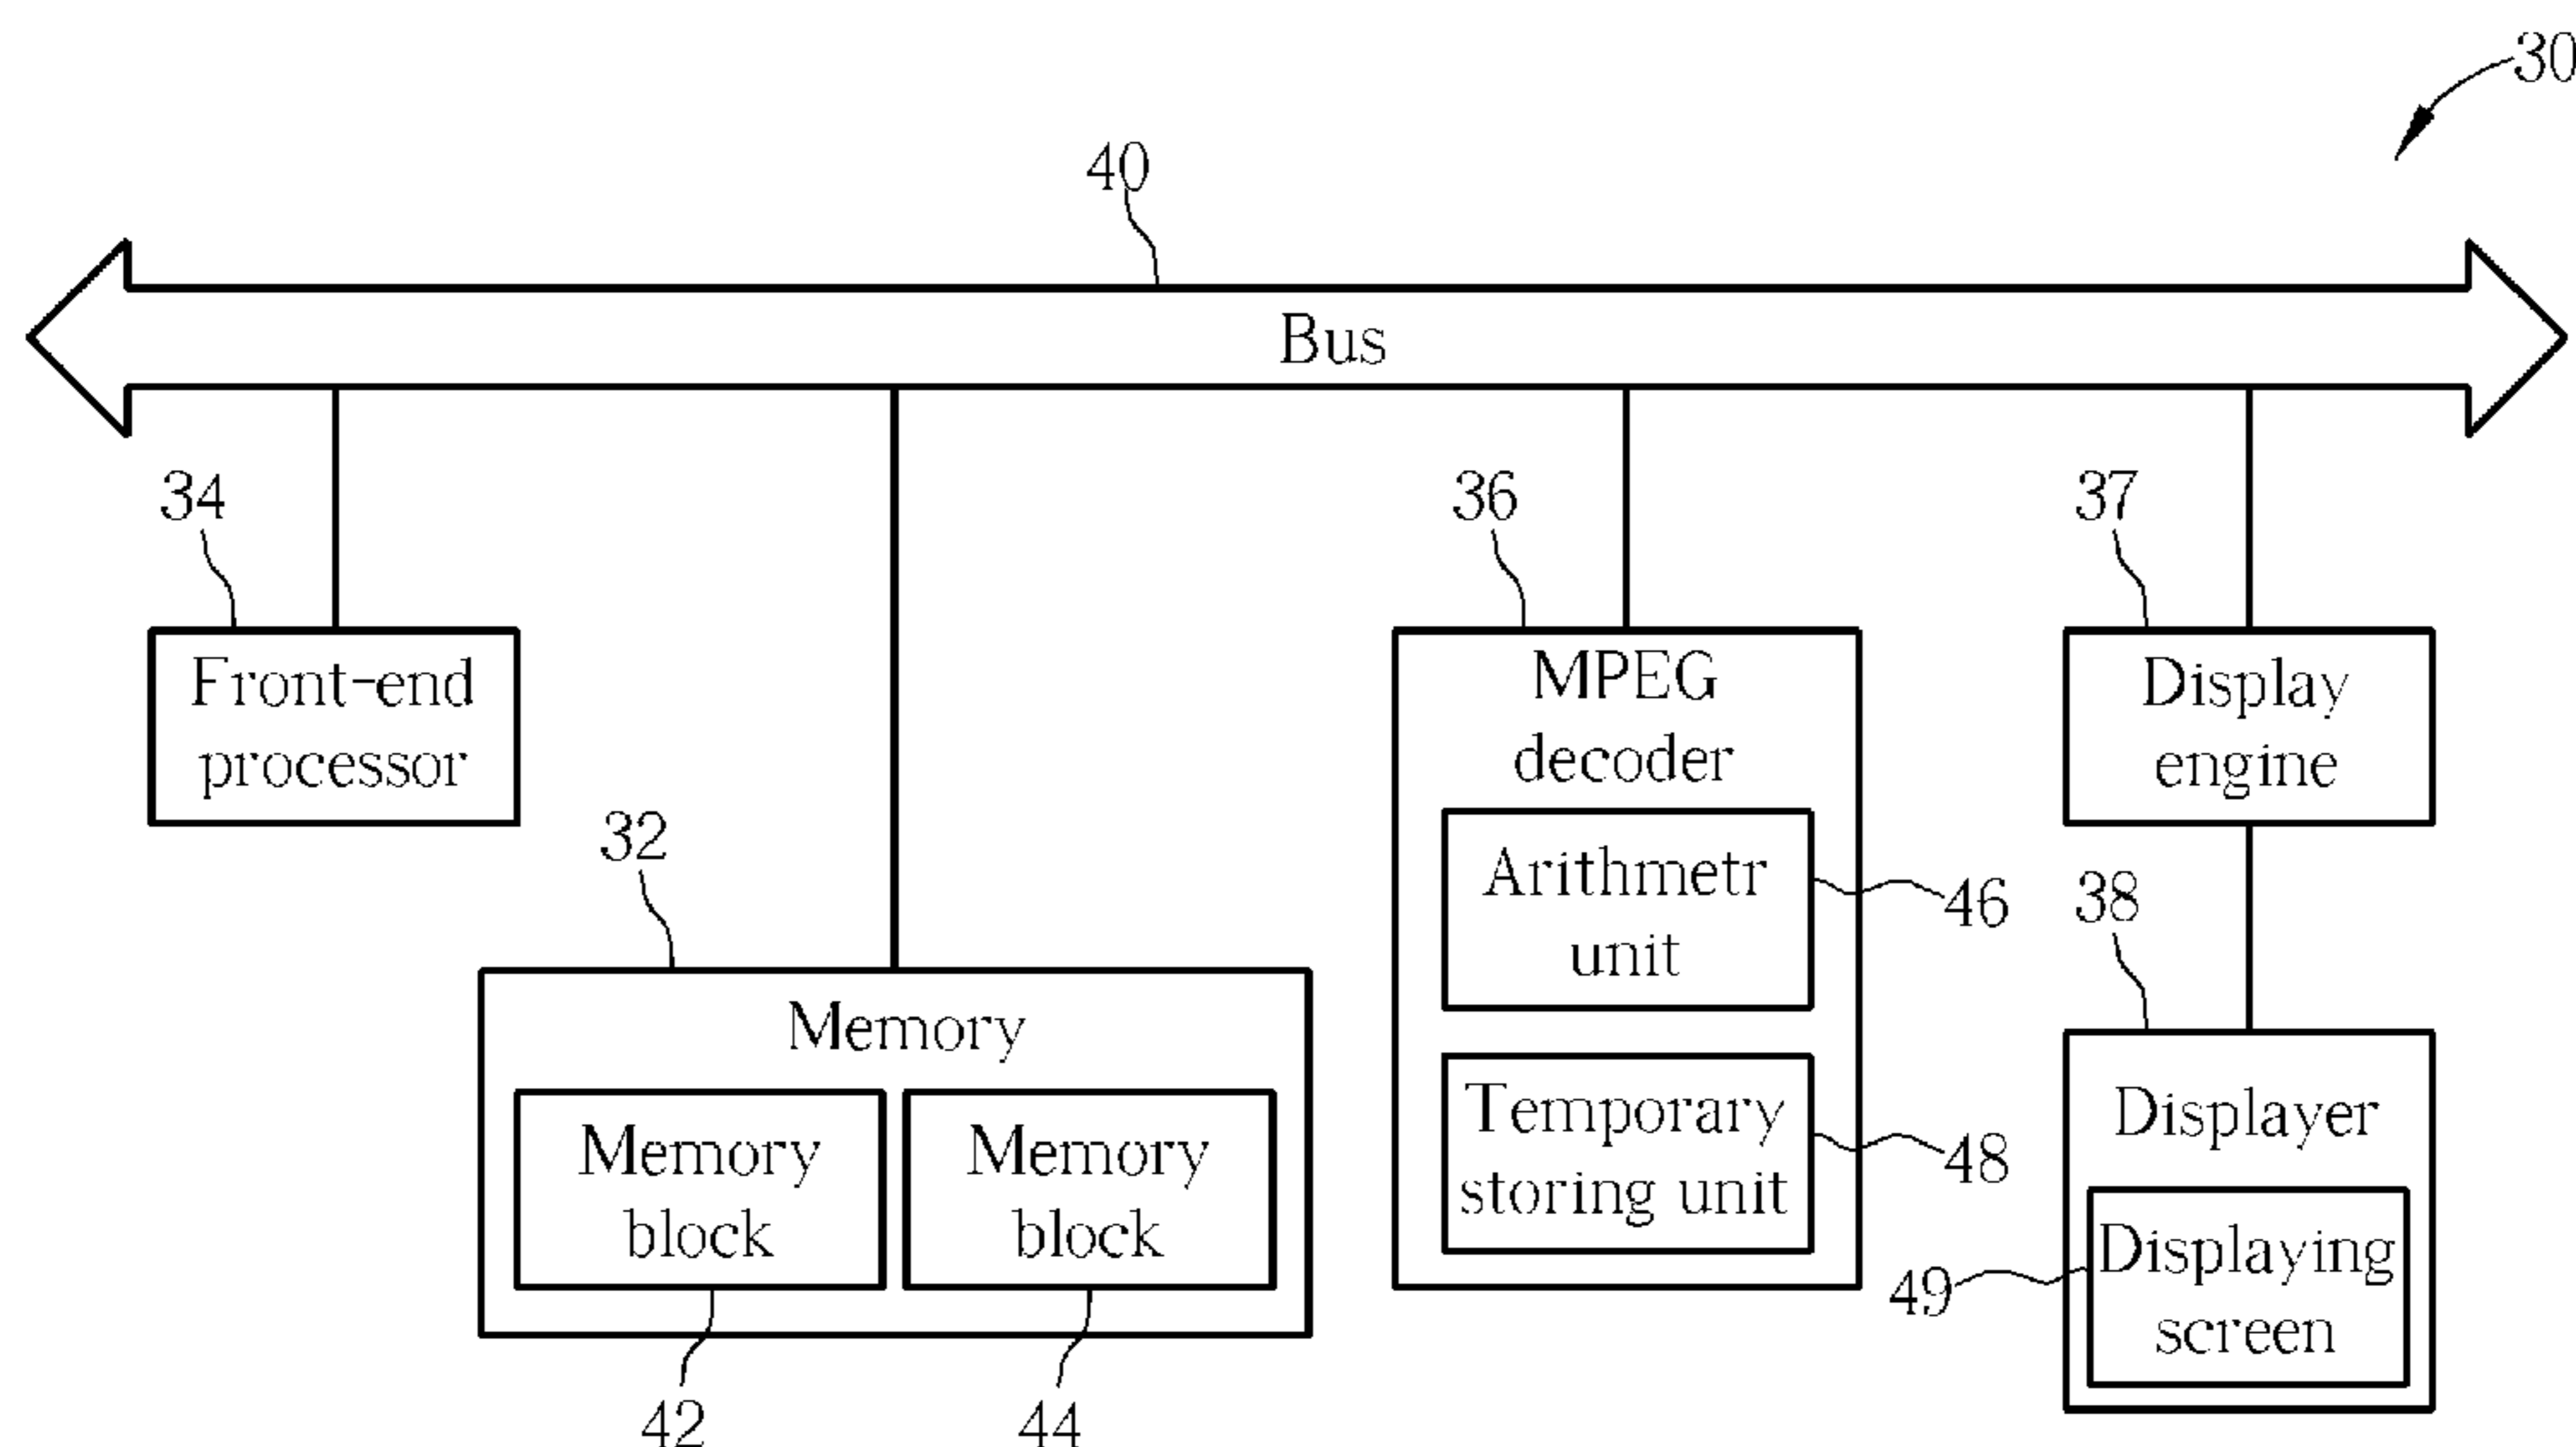 30
40
Bus
34
36
37
Front-end
processor
MPEG
decoder
Display
engine
32
Arithmetr
unit
46
38
Memory
Temporary
storing unit
48
Displayer
Memory
block
Memory
block
Displaying
screen
49
42
44